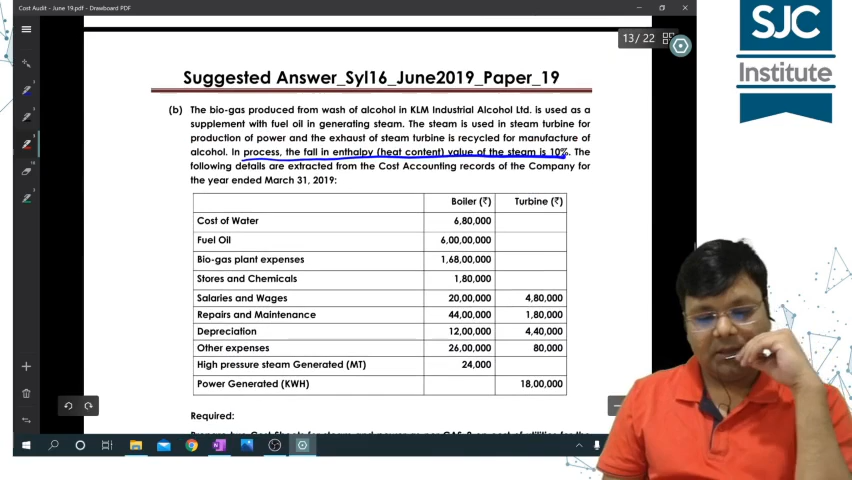 Cost Audit - June 19.pdf - Drawboard PDF
13/ 22
SJC
Institute
Suggested Answer_Syl16_June2019_Paper_19
(b) The bio-gas produced from wash of alcohol in KLM Industrial Alcohol Ltd. is used as a
supplement with fuel oil in generating steam. The steam is used in steam turbine for
production of power and the exhaust of steam turbine is recycled for manufacture of
alcohol. In process, the fall in enthalpy (heat content) value of the steam is 10%. The
following details are extracted from the Cost Accounting records of the Company for
the year ended March 31, 2019:
Boiler (₹) Turbine (₹)
Cost of Water 6,80,000
Fuel Oil 6,00,00,000
Bio-gas plant expenses 1,68,00,000
Stores and Chemicals 1,80,000
Salaries and Wages 20,00,000 4,80,000
Repairs and Maintenance 44,00,000 1,80,000
Depreciation 12,00,000 4,40,000
Other expenses 26,00,000 80,000
High pressure steam Generated (MT) 24,000
Power Generated (KWH) 18,00,000
Required: